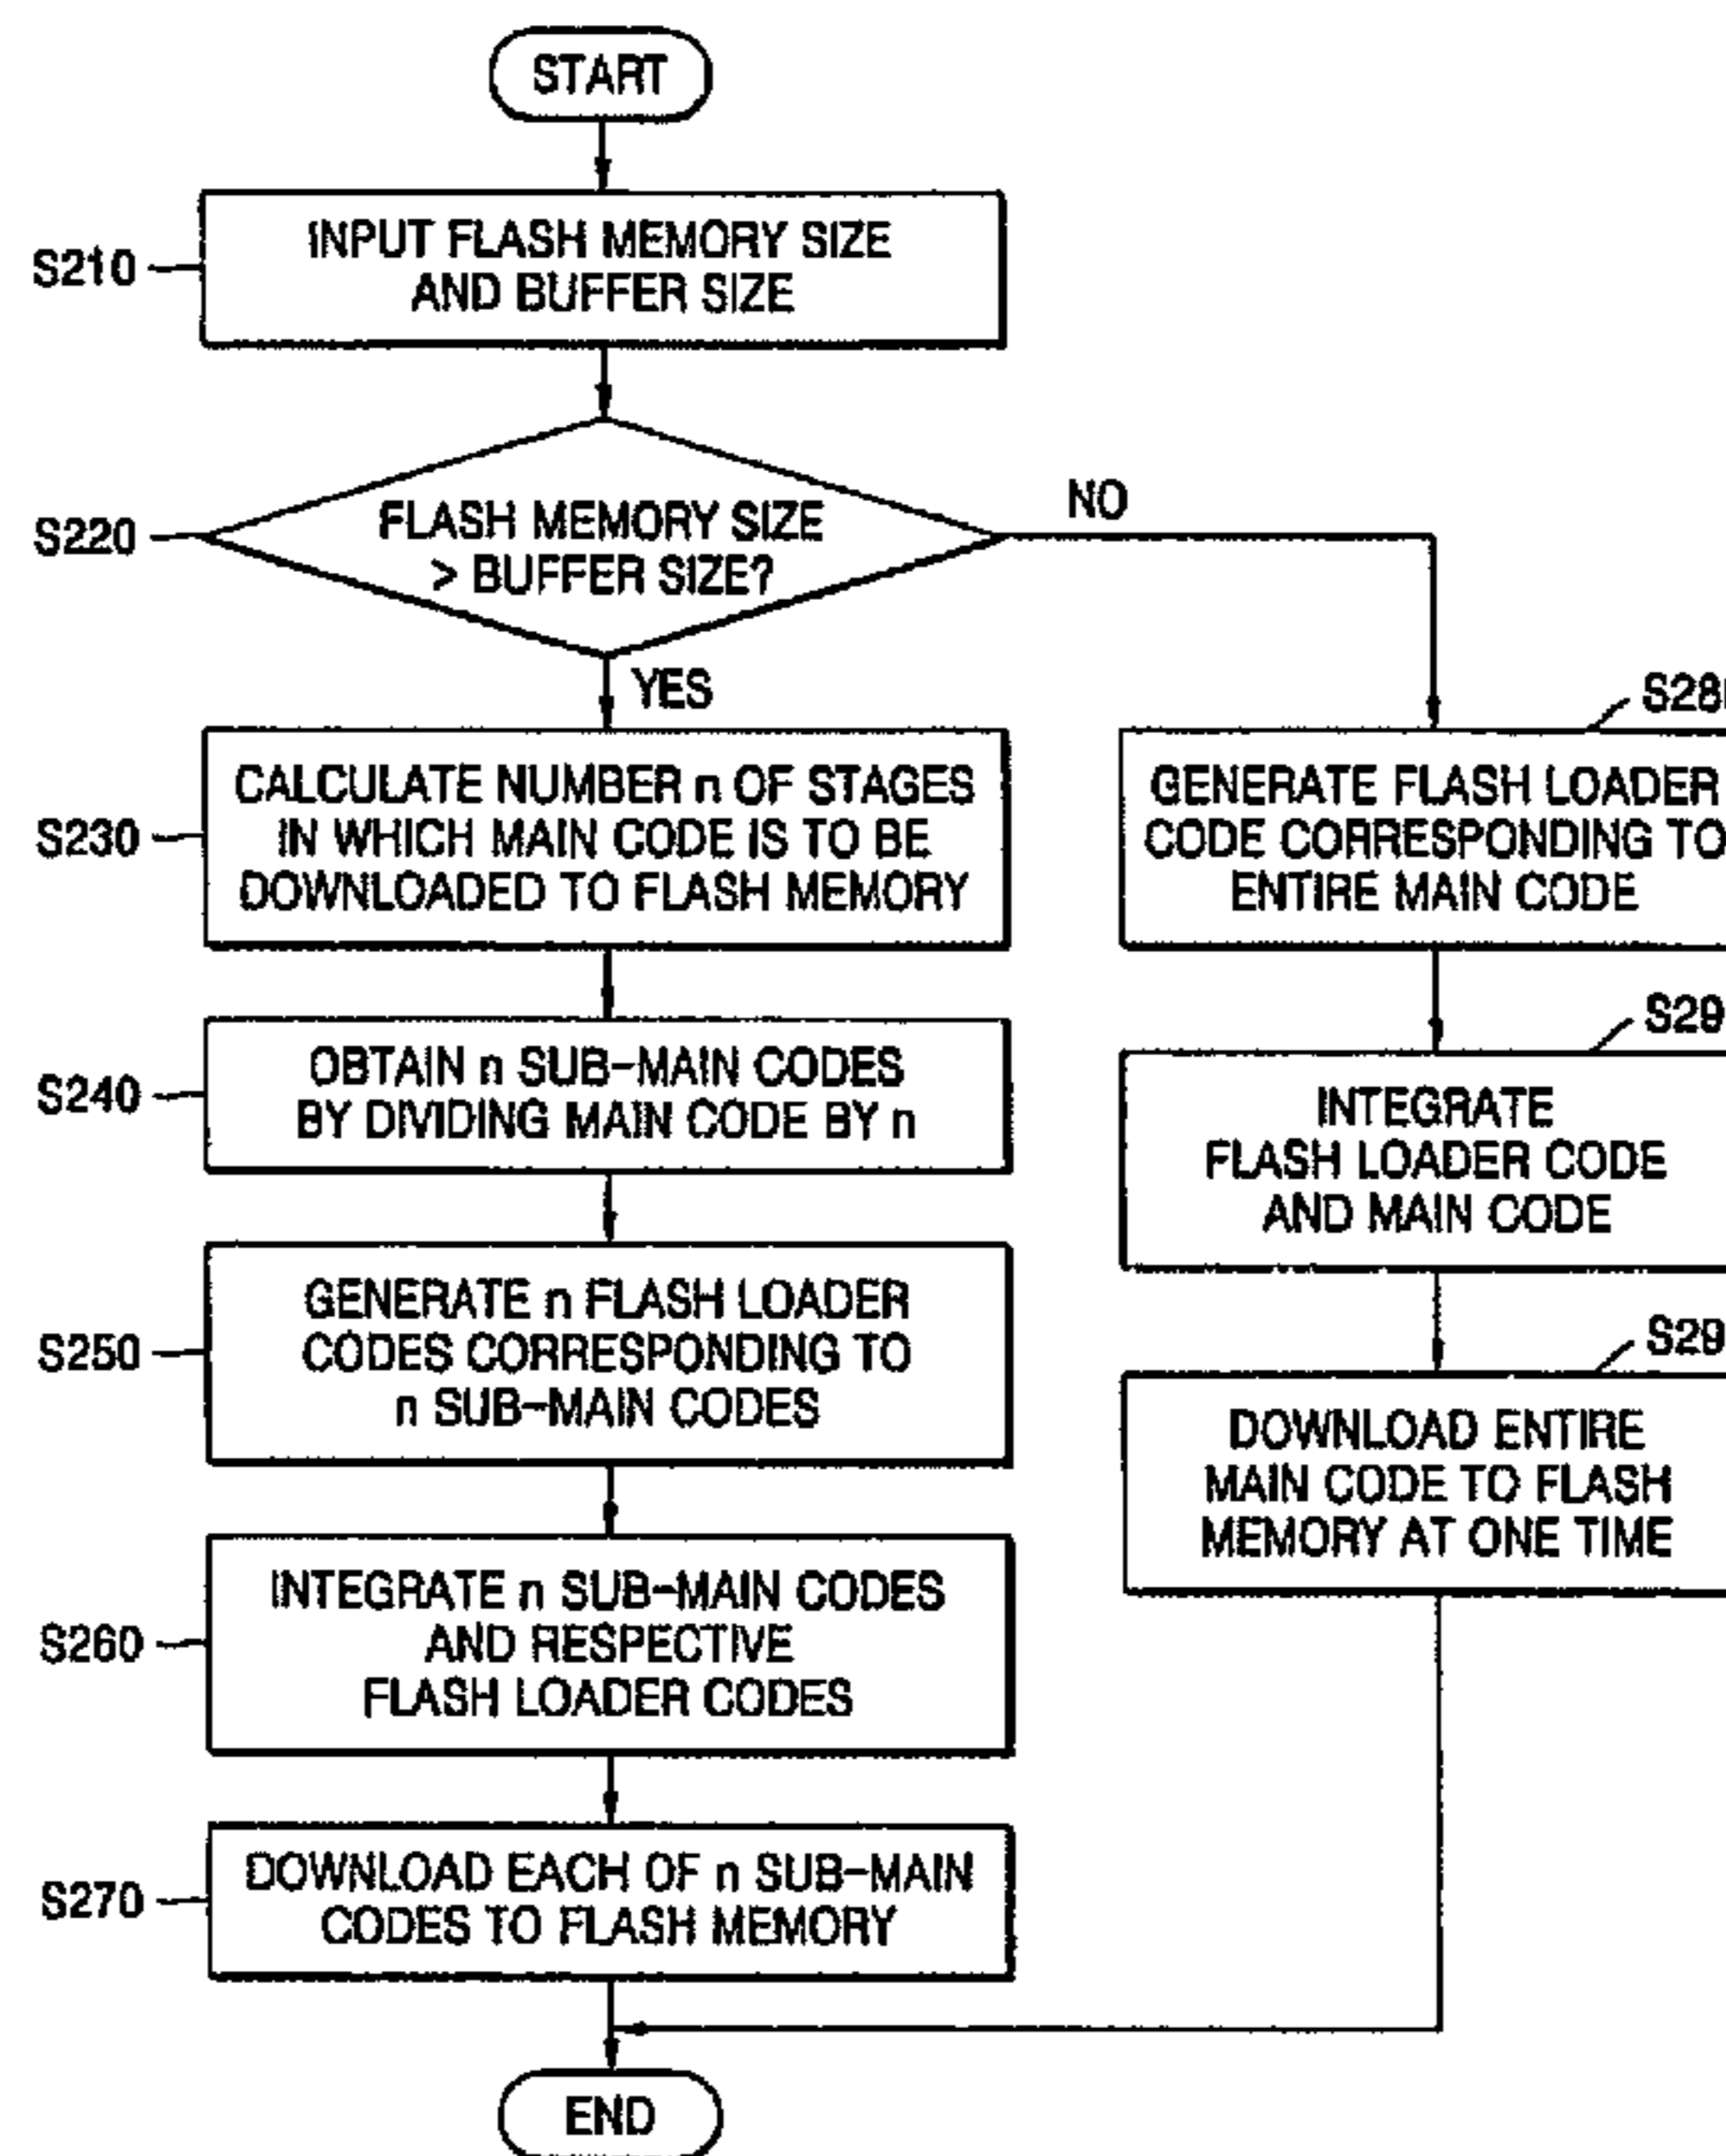 START
S210
INPUT FLASH MEMORY SIZE
AND BUFFER SIZE
S220
FLASH MEMORY SIZE
> BUFFER SIZE?
NO
YES
S230
CALCULATE NUMBER n OF STAGES
IN WHICH MAIN CODE IS TO BE
DOWNLOADED TO FLASH MEMORY
S240
OBTAIN n SUB-MAIN CODES
BY DIVIDING MAIN CODE BY n
S250
GENERATE n FLASH LOADER
CODES CORRESPONDING TO
n SUB-MAIN CODES
S260
INTEGRATE n SUB-MAIN CODES
AND RESPECTIVE
FLASH LOADER CODES
S270
DOWNLOAD EACH OF n SUB-MAIN
CODES TO FLASH MEMORY
S28
GENERATE FLASH LOADER
CODE CORRESPONDING TO
ENTIRE MAIN CODE
S29
INTEGRATE
FLASH LOADER CODE
AND MAIN CODE
S29
DOWNLOAD ENTIRE
MAIN CODE TO FLASH
MEMORY AT ONE TIME
END